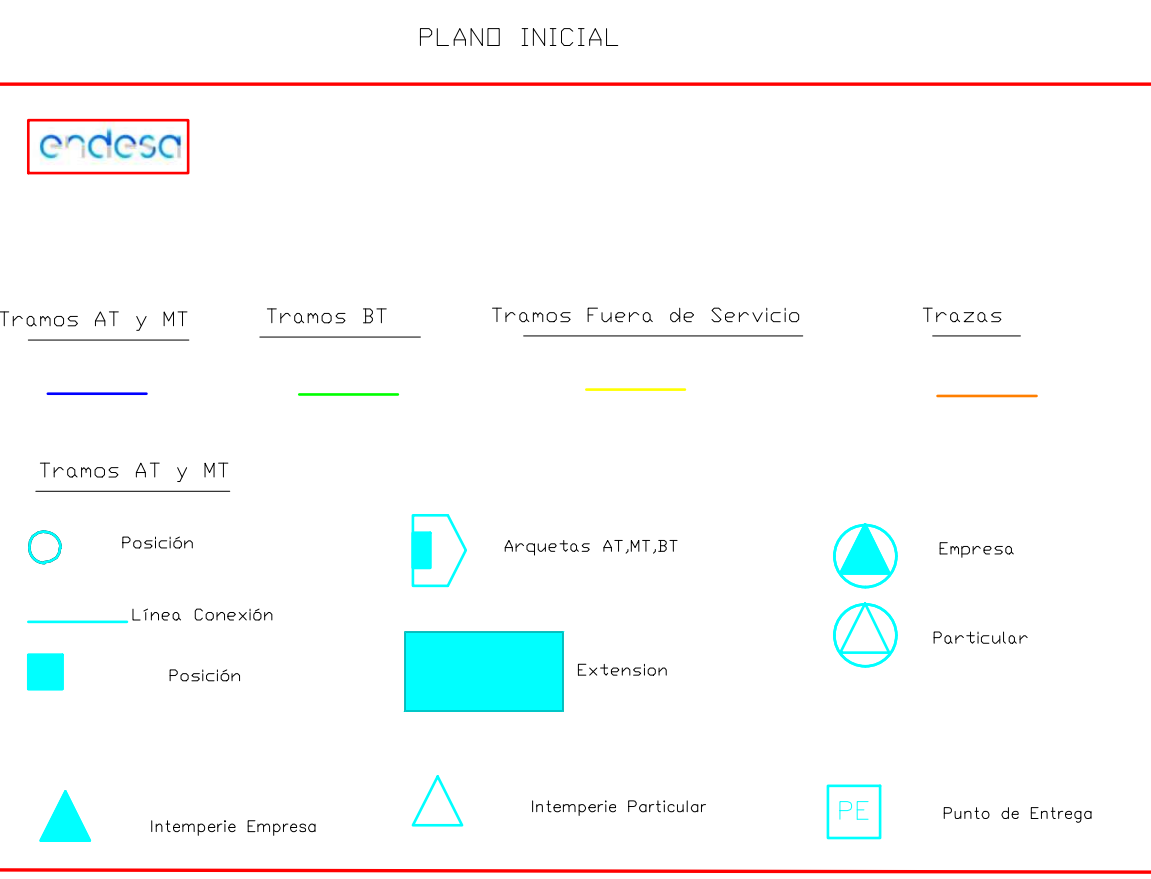 PLANO INICIAL
endesa
Tramos AT y MT
Tramos BT
Tramos Fuera de Servicio
Trazas
Tramos AT y MT
Posición
Arquetas AT,MT,BT
Empresa
Línea Conexión
Particular
Posición
Extension
Intemperie Empresa
Intemperie Particular
PE
Punto de Entrega